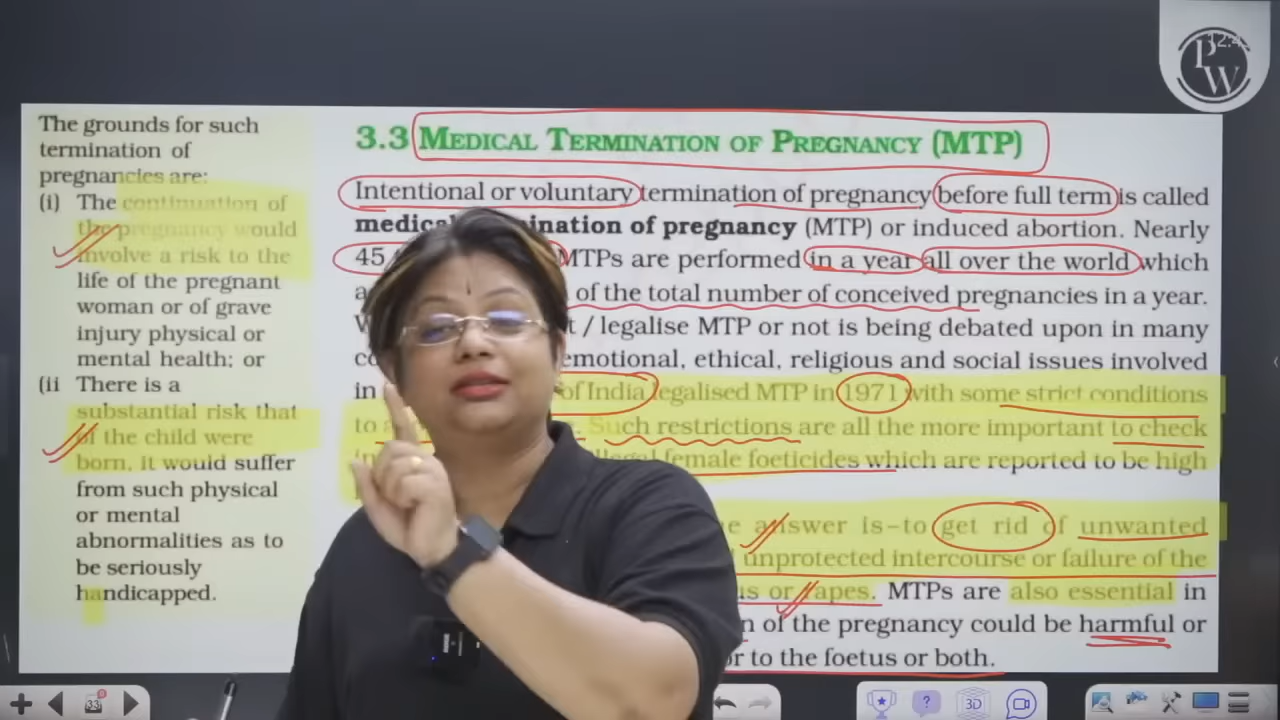 The grounds for such
termination of
pregnancies are:
(i) The continuation of
the pregnancy would
involve a risk to the
life of the pregnant
woman or of grave
injury physical or
mental health; or
(ii There is a
substantial risk that
of the child were
born, it would suffer
from such physical
or mental
abnormalities as to
be seriously
handicapped.
3.3 MEDICAL TERMINATION OF PREGNANCY (MTP)
Intentional or voluntary termination of pregnancy before full term is called
medical termination of pregnancy (MTP) or induced abortion. Nearly
45 MTPs are performed in a year all over the world which
of the total number of conceived pregnancies in a year.
/ legalise MTP or not is being debated upon in many
emotional, ethical, religious and social issues involved
in of India legalised MTP in 1971 with some strict conditions
to Such restrictions are all the more important to check
female foeticides which are reported to be high
answer is–to get rid of unwanted
unprotected intercourse or failure of the
or rapes. MTPs are also essential in
of the pregnancy could be harmful or
to the foetus or both.
PW
33
3D